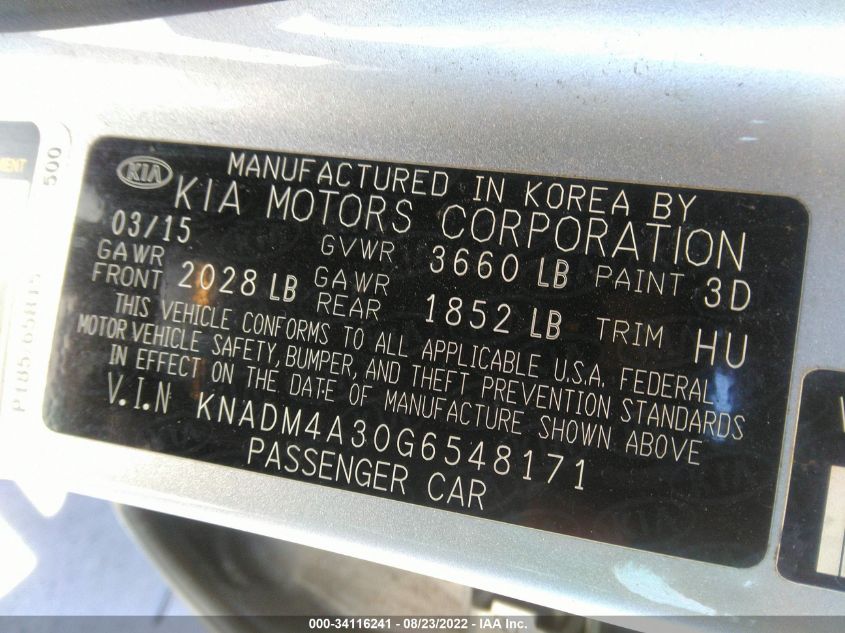 KIA
MANUFACTURED IN KOREA BY
KIA MOTORS CORPORATION
03/15 GVWR 3660 LB PAINT 3D
GAWR FRONT 2028 LB GAWR REAR 1852 LB TRIM HU
THIS VEHICLE CONFORMS TO ALL APPLICABLE U.S.A. FEDERAL
MOTOR VEHICLE SAFETY, BUMPER, AND THEFT PREVENTION STANDARDS
IN EFFECT ON THE DATE OF MANUFACTURE SHOWN ABOVE
V.I.N KNADM4A30G6548171
PASSENGER CAR
500
000-34116241 - 08/23/2022 - IAA Inc.